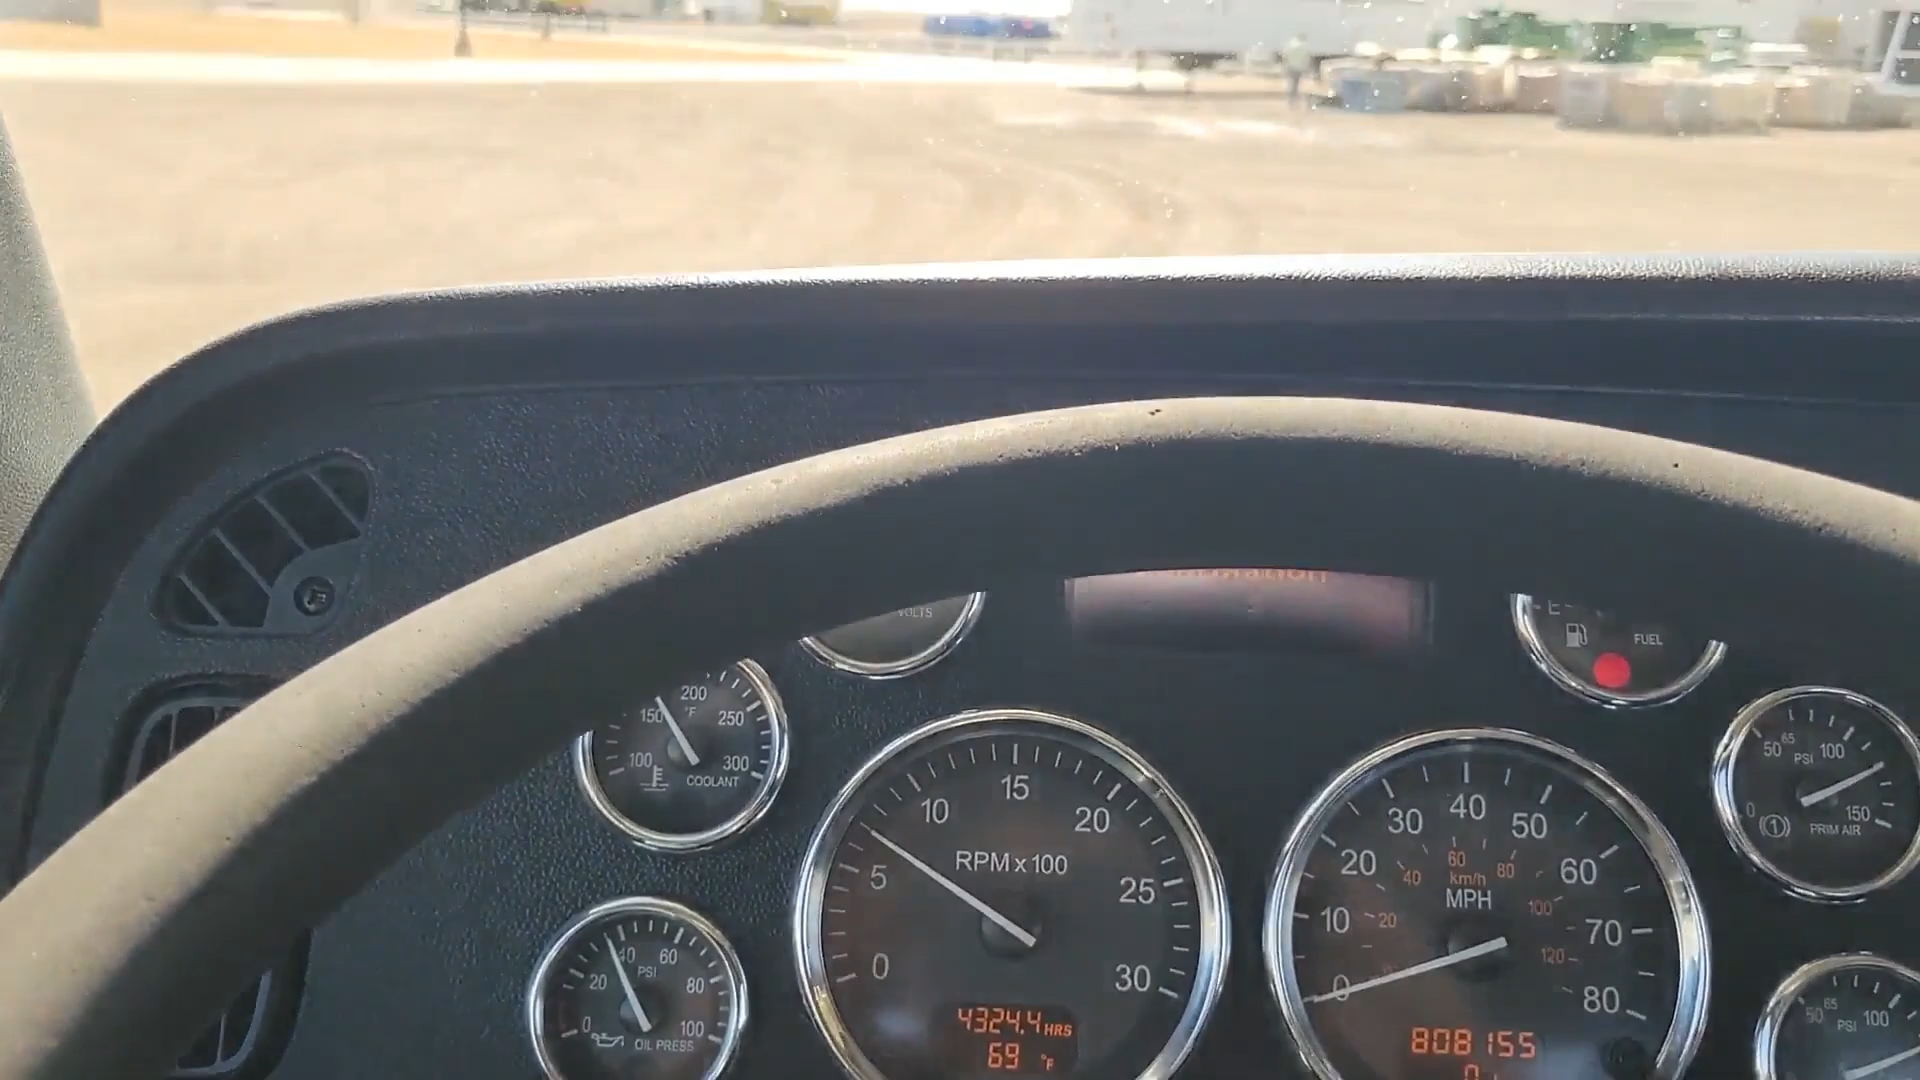 VOLTS
E
FUEL
200
150 °F 250
100 300
COOLANT
15
10 20
RPM x 100
5 25
0 30
4324.4 HRS
69 °F
40 60
PSI
20 80
0 100
OIL PRESS
40
30 50
60
km/h
20 40 80 60
MPH
100
10 20 70
120
0 80
808155
65
50 100
PSI
0 150
PRIM AIR
65
50 100
PSI